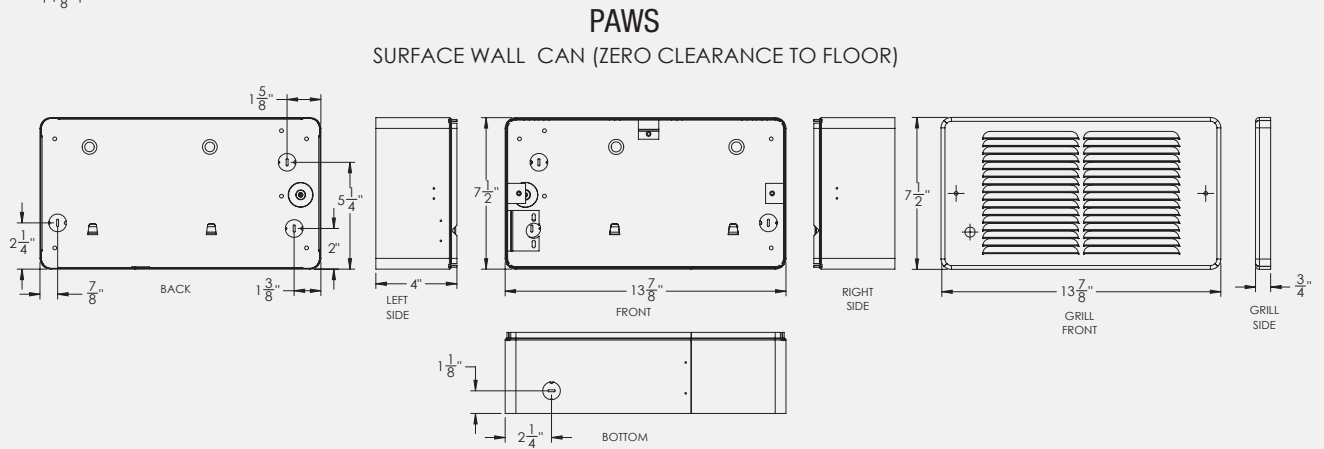 8
PAWS
SURFACE WALL CAN (ZERO CLEARANCE TO FLOOR)
1 5/8"
5 1/4"
2 1/4"
2"
7/8"
1 3/8"
BACK
4"
LEFT
SIDE
7 1/2"
13 7/8"
FRONT
RIGHT
SIDE
7 1/2"
13 7/8"
GRILL
FRONT
3/4"
GRILL
SIDE
1 1/8"
2 1/4"
BOTTOM